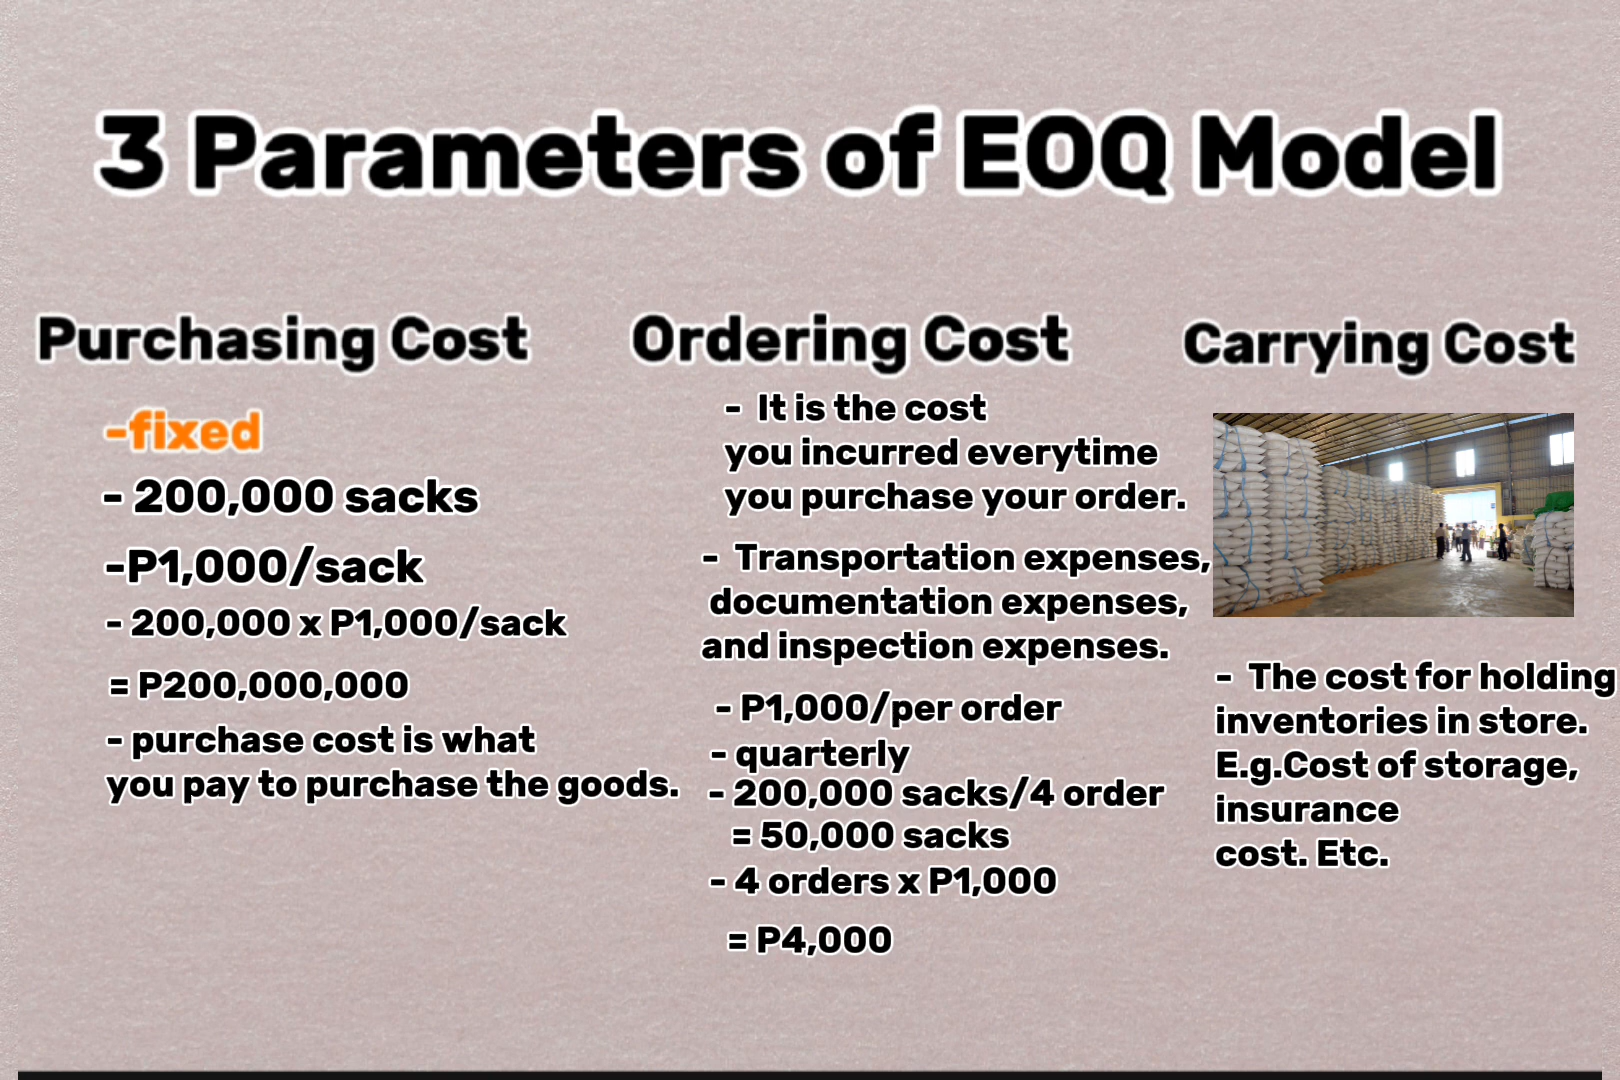 3 Parameters of EOQ Model
Purchasing Cost
-fixed
- 200,000 sacks
-P1,000/sack
- 200,000 x P1,000/sack
= P200,000,000
- purchase cost is what
you pay to purchase the goods.
Ordering Cost
- It is the cost
you incurred everytime
you purchase your order.
- Transportation expenses,
documentation expenses,
and inspection expenses.
- P1,000/per order
- quarterly
- 200,000 sacks/4 order
= 50,000 sacks
- 4 orders x P1,000
= P4,000
Carrying Cost
- The cost for holding
inventories in store.
E.g.Cost of storage,
insurance
cost. Etc.